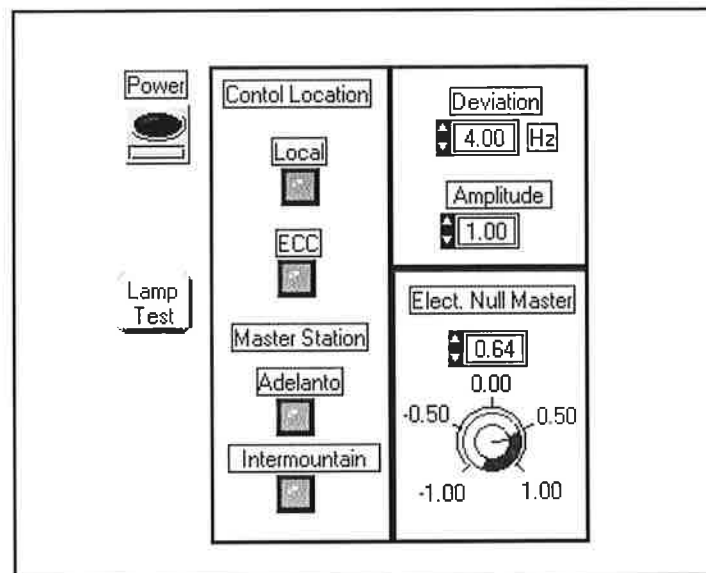 Power
Lamp
Test
Contol Location
Local
ECC
Master Station
Adelanto
Intermountain
Deviation
4.00 Hz
Amplitude
1.00
Elect. Null Master
0.64
0.00
-0.50 0.50
-1.00 1.00